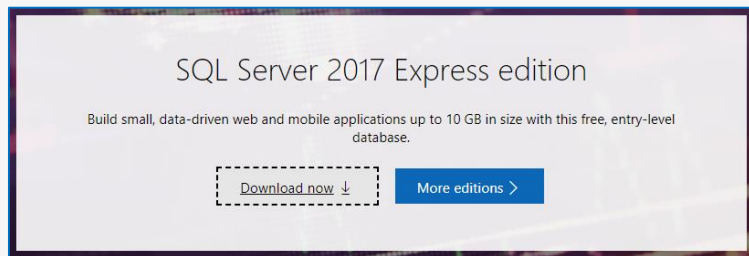 SQL Server 2017 Express edition
Build small, data-driven web and mobile applications up to 10 GB in size with this free, entry-level
database.
Download now ↓
More editions >